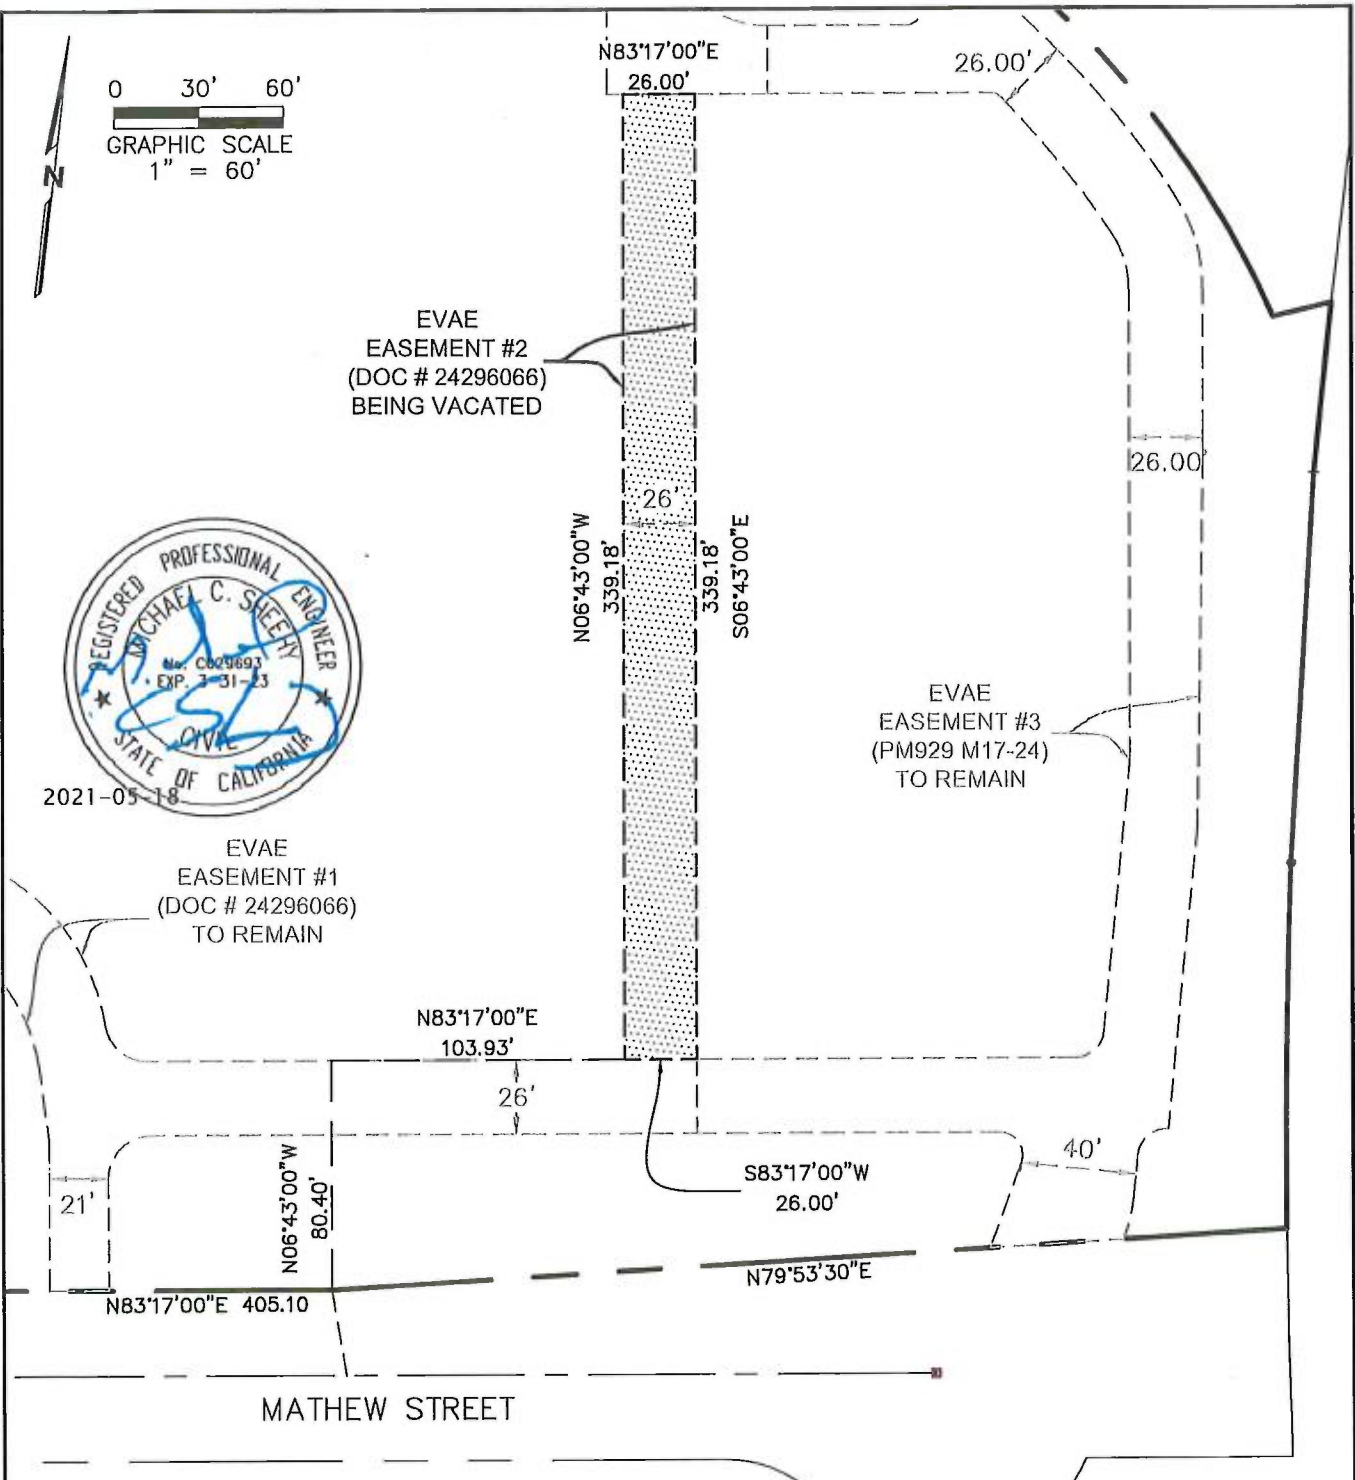 N83°17'00"E
26.00'
26.00'
0 30' 60'
GRAPHIC SCALE
1" = 60'
N
EVAE
EASEMENT #2
(DOC # 24296066)
BEING VACATED
26.00'
26'
N06°43'00"W
339.18'
339.18'
S06°43'00"E
REGISTERED PROFESSIONAL ENGINEER
MICHAEL C. SHEEHY
No. C029693
EXP. 3-31-23
CIVIL
STATE OF CALIFORNIA
2021-05-18
EVAE
EASEMENT #3
(PM929 M17-24)
TO REMAIN
EVAE
EASEMENT #1
(DOC # 24296066)
TO REMAIN
N83°17'00"E
103.93'
26'
40'
S83°17'00"W
26.00'
21'
N06°43'00"W
80.40'
N79°53'30"E
N83°17'00"E 405.10
MATHEW STREET